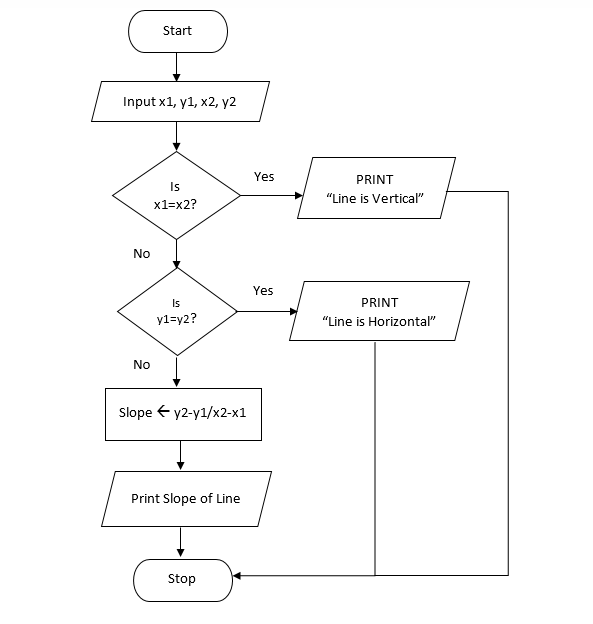 Start
Input x1, y1, x2, y2
Is
x1=x2?
Yes
PRINT
“Line is Vertical”
No
Is
y1=y2?
Yes
PRINT
“Line is Horizontal”
No
Slope ← y2-y1/x2-x1
Print Slope of Line
Stop